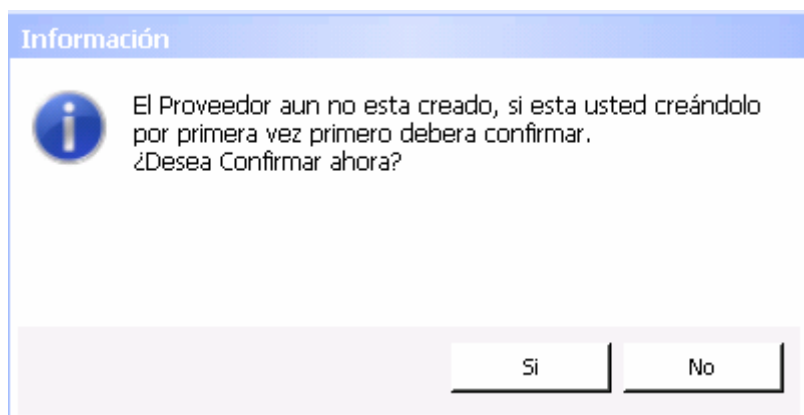 Información
El Proveedor aun no esta creado, si esta usted creándolo
por primera vez primero debera confirmar.
¿Desea Confirmar ahora?
Si
No